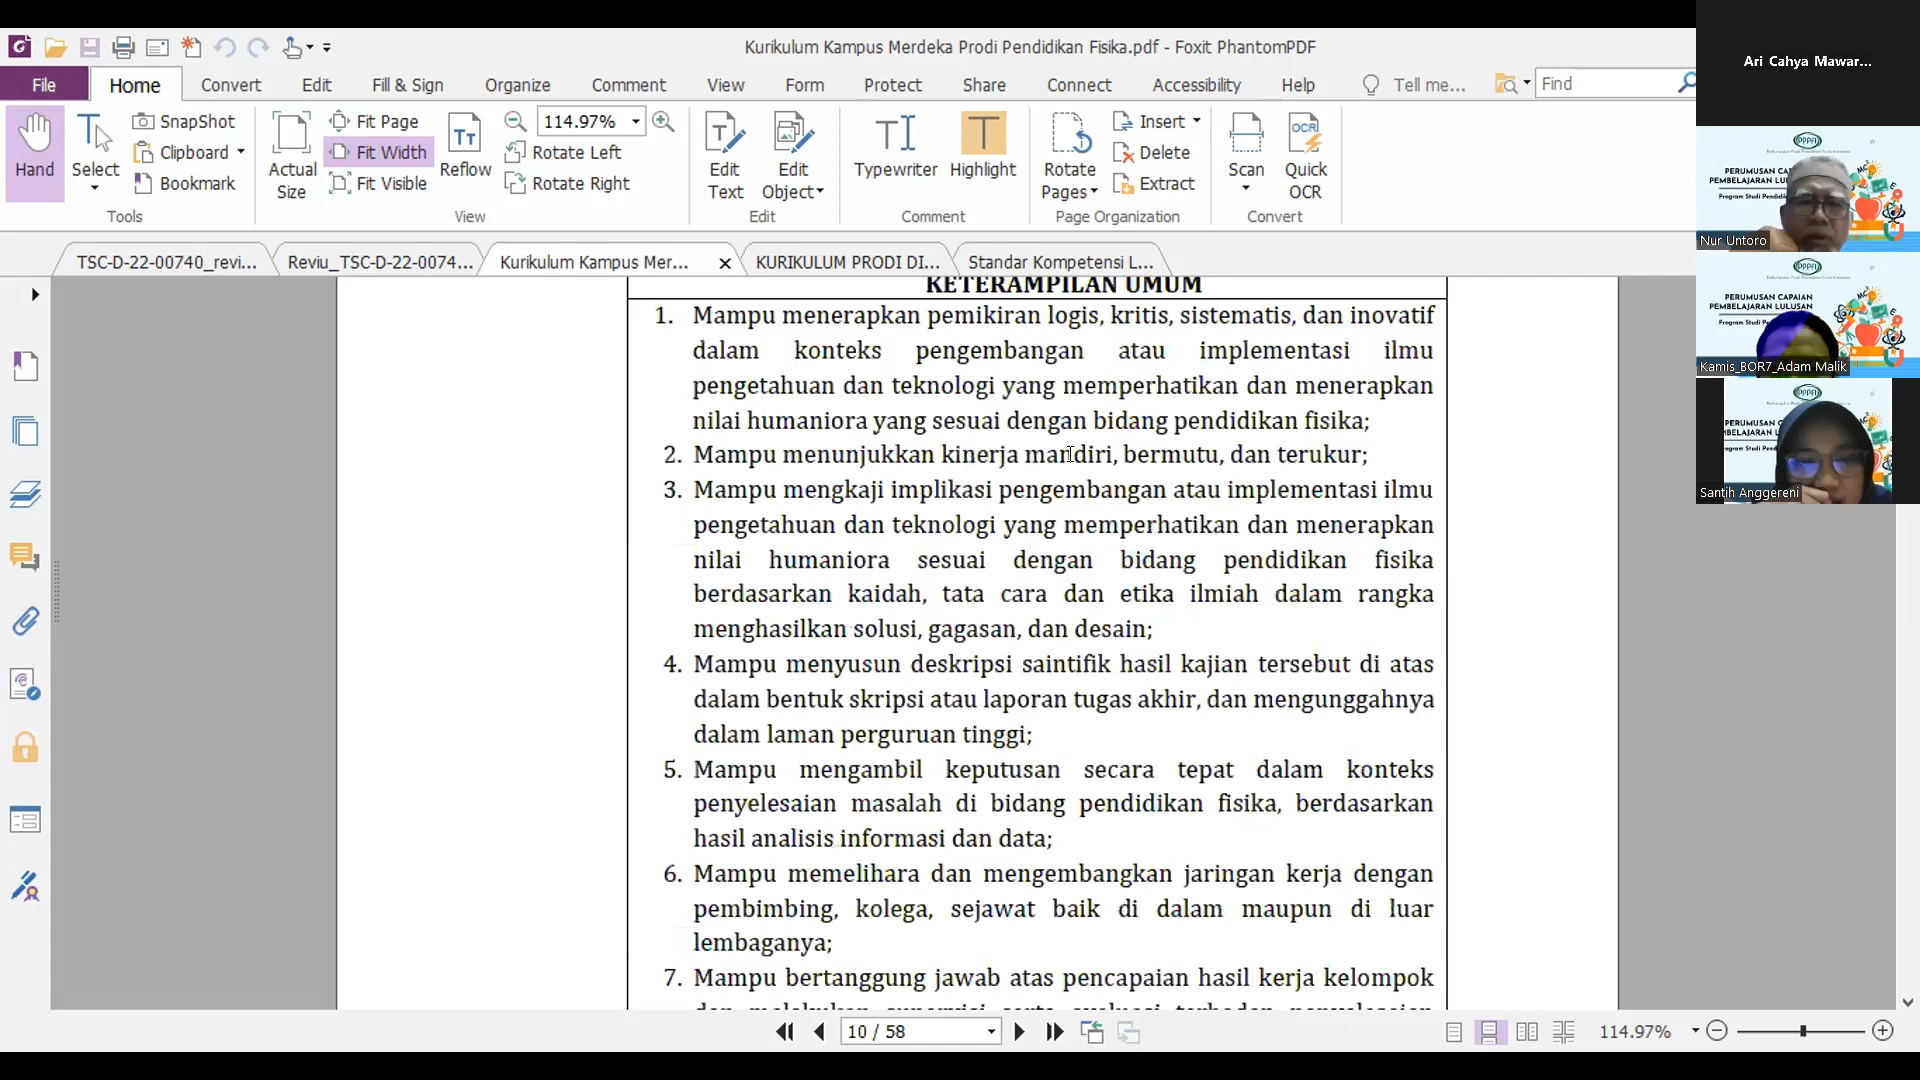 Kurikulum Kampus Merdeka Prodi Pendidikan Fisika.pdf - Foxit PhantomPDF
File Home Convert Edit Fill & Sign Organize Comment View Form Protect Share Connect Accessibility Help Tell me... Find
Hand
Select
SnapShot
Clipboard
Bookmark
Tools
Actual Size
Fit Page
Fit Width
Fit Visible
Reflow
114.97%
Rotate Left
Rotate Right
View
Edit Text
Edit Object
Edit
Typewriter
Highlight
Comment
Rotate Pages
Insert
Delete
Extract
Page Organization
Scan
Quick OCR
Convert
TSC-D-22-00740_revi...
Reviu_TSC-D-22-0074...
Kurikulum Kampus Mer...
KURIKULUM PRODI DI...
Standar Kompetensi L...
KETERAMPILAN UMUM
1. Mampu menerapkan pemikiran logis, kritis, sistematis, dan inovatif
dalam konteks pengembangan atau implementasi ilmu
pengetahuan dan teknologi yang memperhatikan dan menerapkan
nilai humaniora yang sesuai dengan bidang pendidikan fisika;
2. Mampu menunjukkan kinerja mandiri, bermutu, dan terukur;
3. Mampu mengkaji implikasi pengembangan atau implementasi ilmu
pengetahuan dan teknologi yang memperhatikan dan menerapkan
nilai humaniora sesuai dengan bidang pendidikan fisika
berdasarkan kaidah, tata cara dan etika ilmiah dalam rangka
menghasilkan solusi, gagasan, dan desain;
4. Mampu menyusun deskripsi saintifik hasil kajian tersebut di atas
dalam bentuk skripsi atau laporan tugas akhir, dan mengunggahnya
dalam laman perguruan tinggi;
5. Mampu mengambil keputusan secara tepat dalam konteks
penyelesaian masalah di bidang pendidikan fisika, berdasarkan
hasil analisis informasi dan data;
6. Mampu memelihara dan mengembangkan jaringan kerja dengan
pembimbing, kolega, sejawat baik di dalam maupun di luar
lembaganya;
7. Mampu bertanggung jawab atas pencapaian hasil kerja kelompok
10 / 58
114.97%
Ari Cahya Mawar...
PERUMUSAN
PEMBELAJARAN
Program Studi
Nur Untoro
PERUMUSAN CAPAIAN
PEMBELAJARAN LULUSAN
Program Studi
Kamis_BOR7_Adam Malik
Santih Anggereni